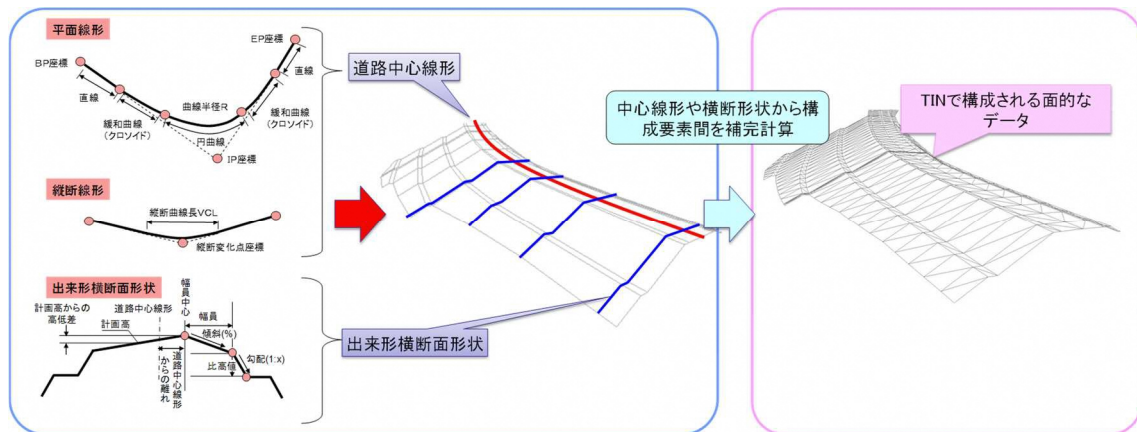 平面線形
EP座標
BP座標
直線
直線
曲線半径R
緩和曲線
(クロソイド)
緩和曲線
(クロソイド)
円曲線
IP座標
縦断線形
縦断曲線長VCL
縦断変化点座標
出来形横断面形状
計画高からの
高低差
道路中心線形
計画高
幅員中心
幅員
傾斜(%)
勾配(1:x)
比高値
道路中心線形
からの離れ
道路中心線形
出来形横断面形状
中心線形や横断形状から構
成要素間を補完計算
TINで構成される面的な
データ